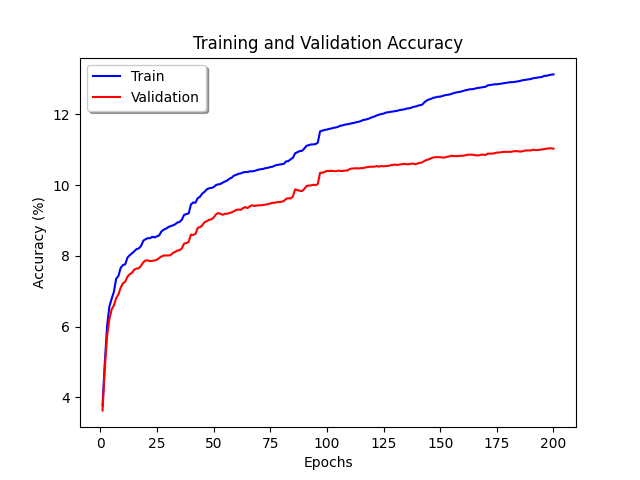 Training and Validation Accuracy
Train
Validation
Accuracy (%)
12
10
8
6
4
0 25 50 75 100 125 150 175 200
Epochs